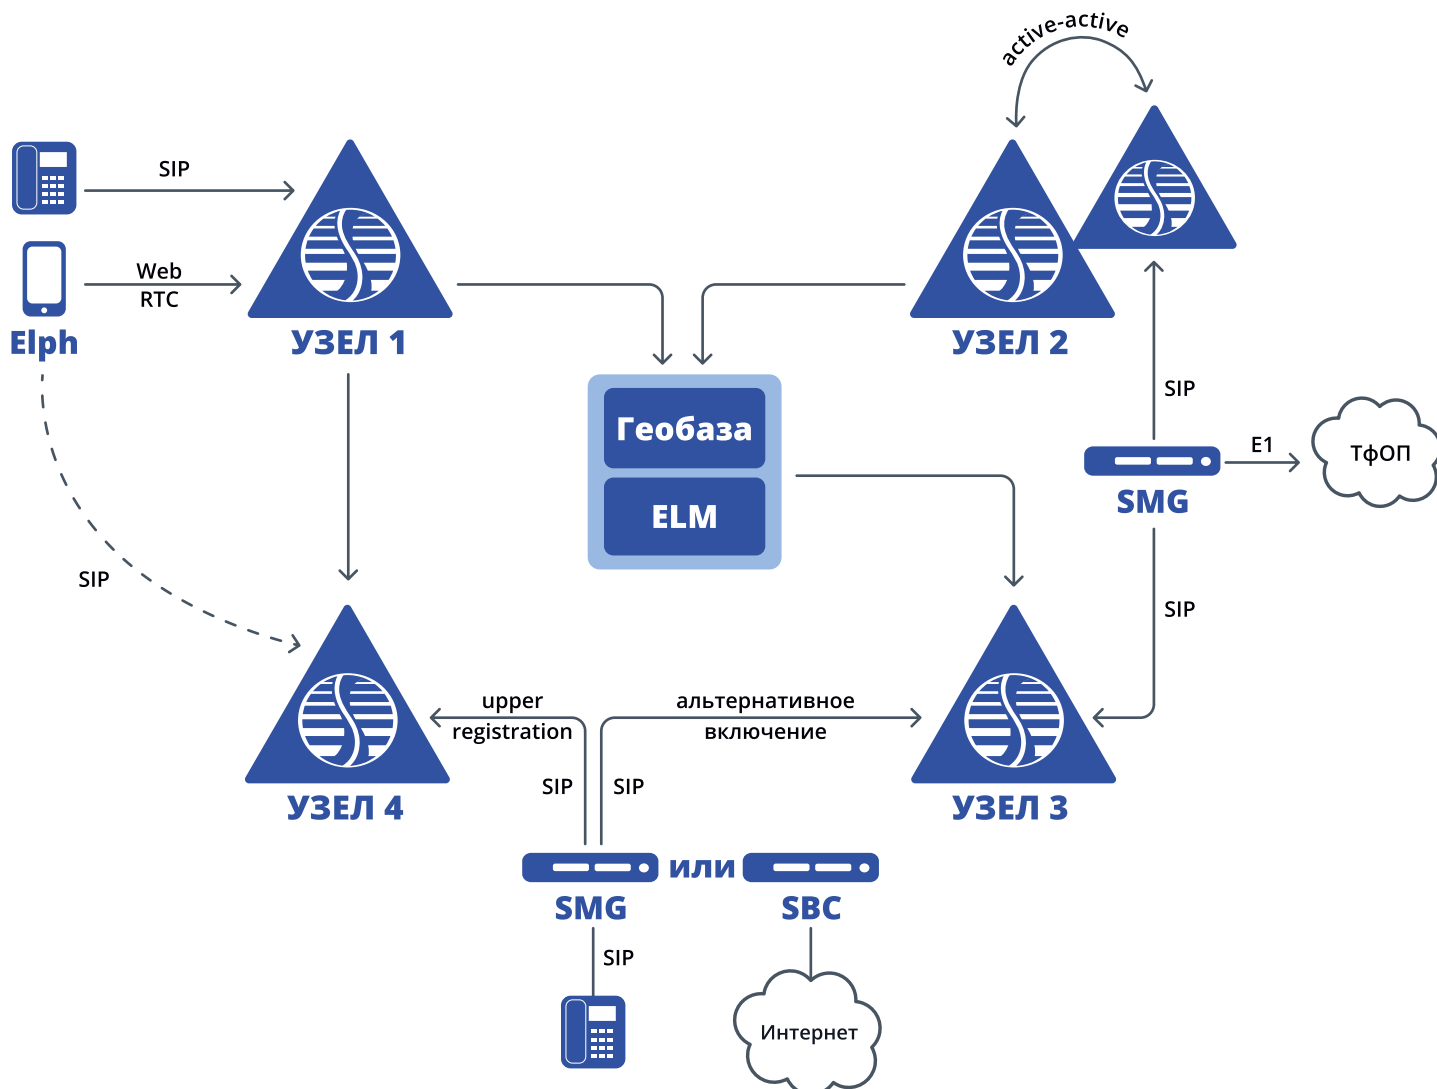 active-active
SIP
Web
RTC
Elph
УЗЕЛ 1
УЗЕЛ 2
Геобаза
ELM
SIP
E1
ТфОП
SMG
SIP
SIP
upper
registration
альтернативное
включение
SIP
SIP
УЗЕЛ 4
УЗЕЛ 3
или
SMG
SBC
SIP
Интернет